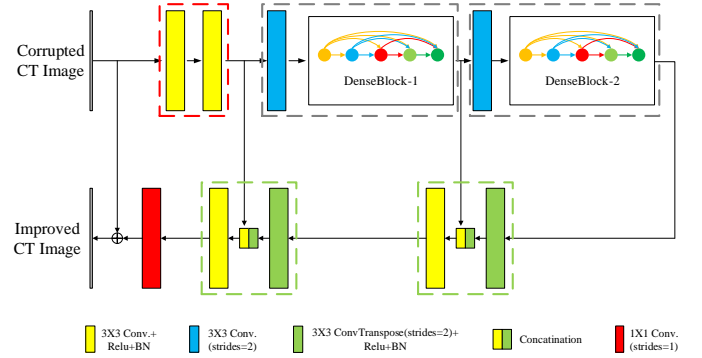 Corrupted
CT Image
DenseBlock-1
DenseBlock-2
Improved
CT Image
3X3 Conv.+
Relu+BN
3X3 Conv.
(strides=2)
3X3 ConvTranspose(strides=2)+
Relu+BN
Concatination
1X1 Conv.
(strides=1)